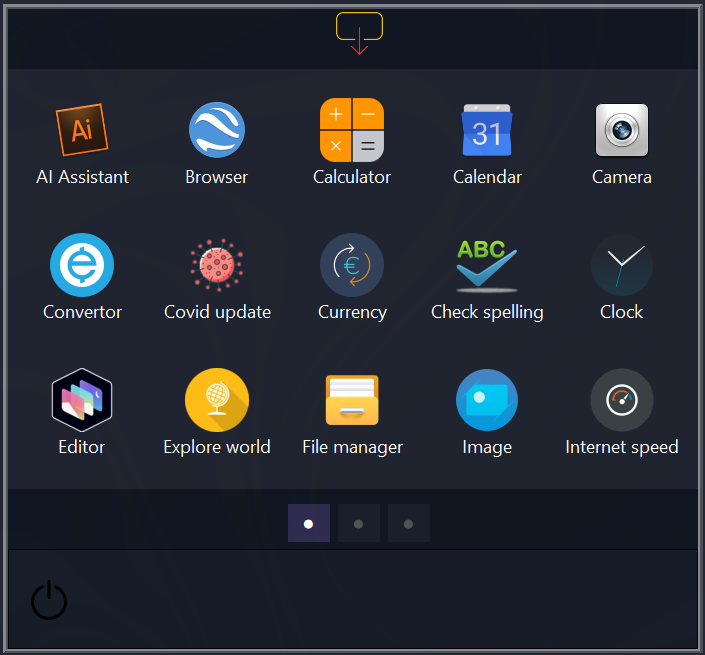 Ai
31
AI Assistant
Browser
Calculator
Calendar
Camera
ABC
Convertor
Covid update
Currency
Check spelling
Clock
Editor
Explore world
File manager
Image
Internet speed